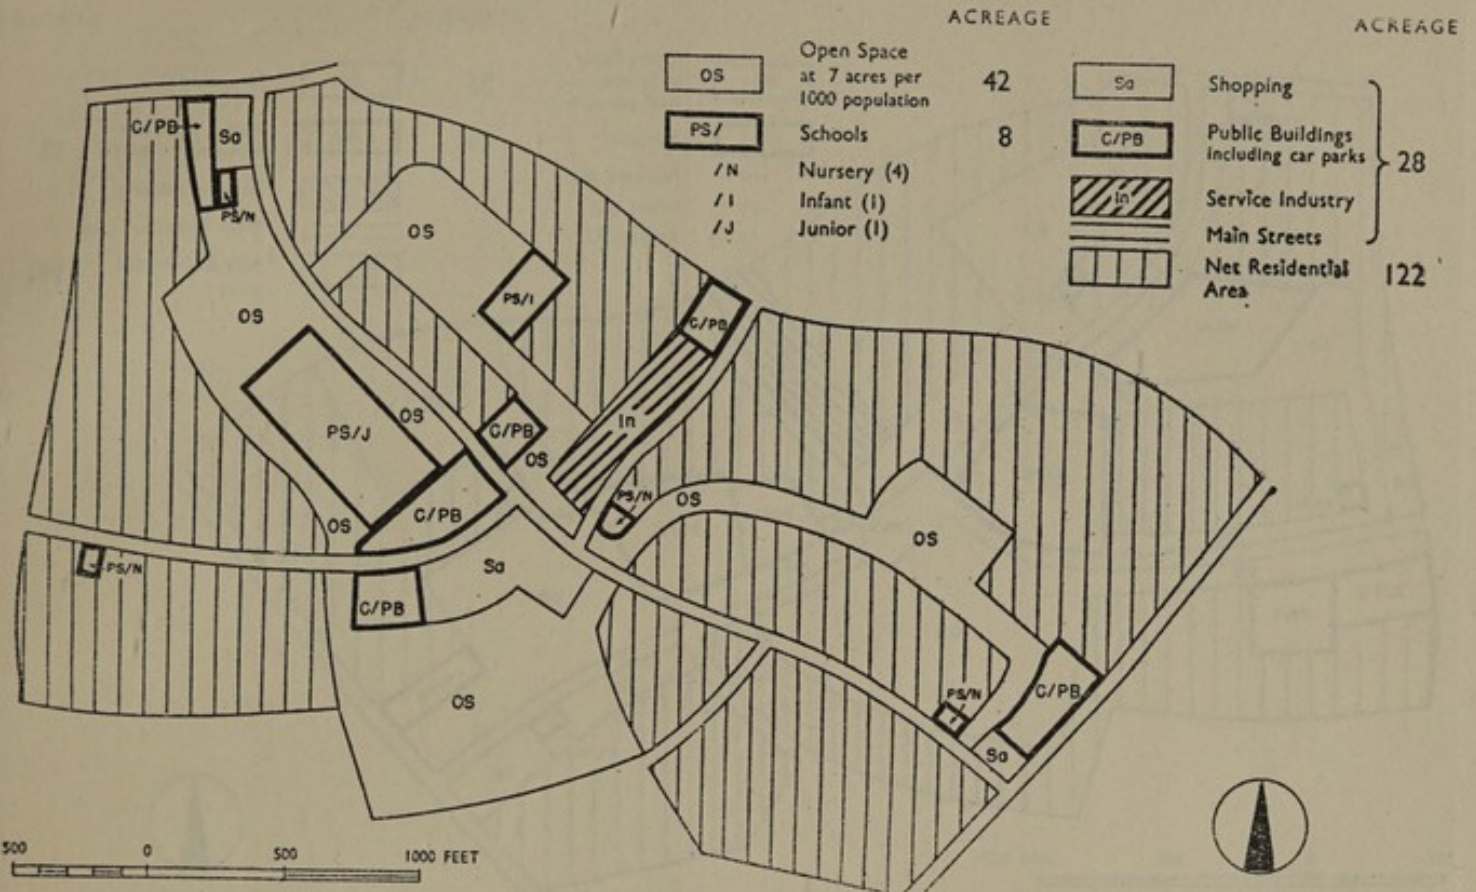 ACREAGE
ACREAGE
OS
Open Space
at 7 acres per
1000 population
42
PS/
Schools
8
/N
Nursery (4)
/I
Infant (1)
/J
Junior (1)
Sa
Shopping
C/PB
Public Buildings
including car parks
28
In
Service Industry
Main Streets
Net Residential
Area
122
C/PB
Sa
PS/N
OS
OS
PS/I
C/PB
OS
PS/J
C/PB
In
OS
PS/N
OS
OS
C/PB
OS
PS/N
Sa
C/PB
OS
OS
PS/N
C/PB
Sa
500
0
500
1000 FEET